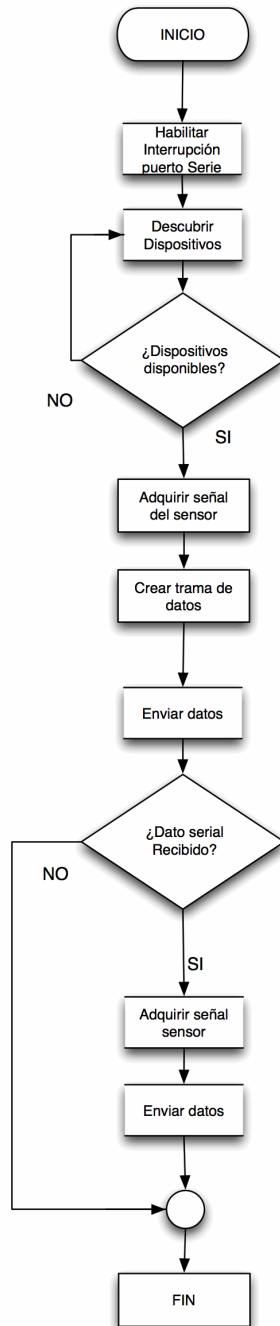 INICIO
Habilitar
Interrupción
puerto Serie
Descubrir
Dispositivos
¿Dispositivos
disponibles?
NO
SI
Adquirir señal
del sensor
Crear trama de
datos
Enviar datos
¿Dato serial
Recibido?
NO
SI
Adquirir señal
sensor
Enviar datos
FIN